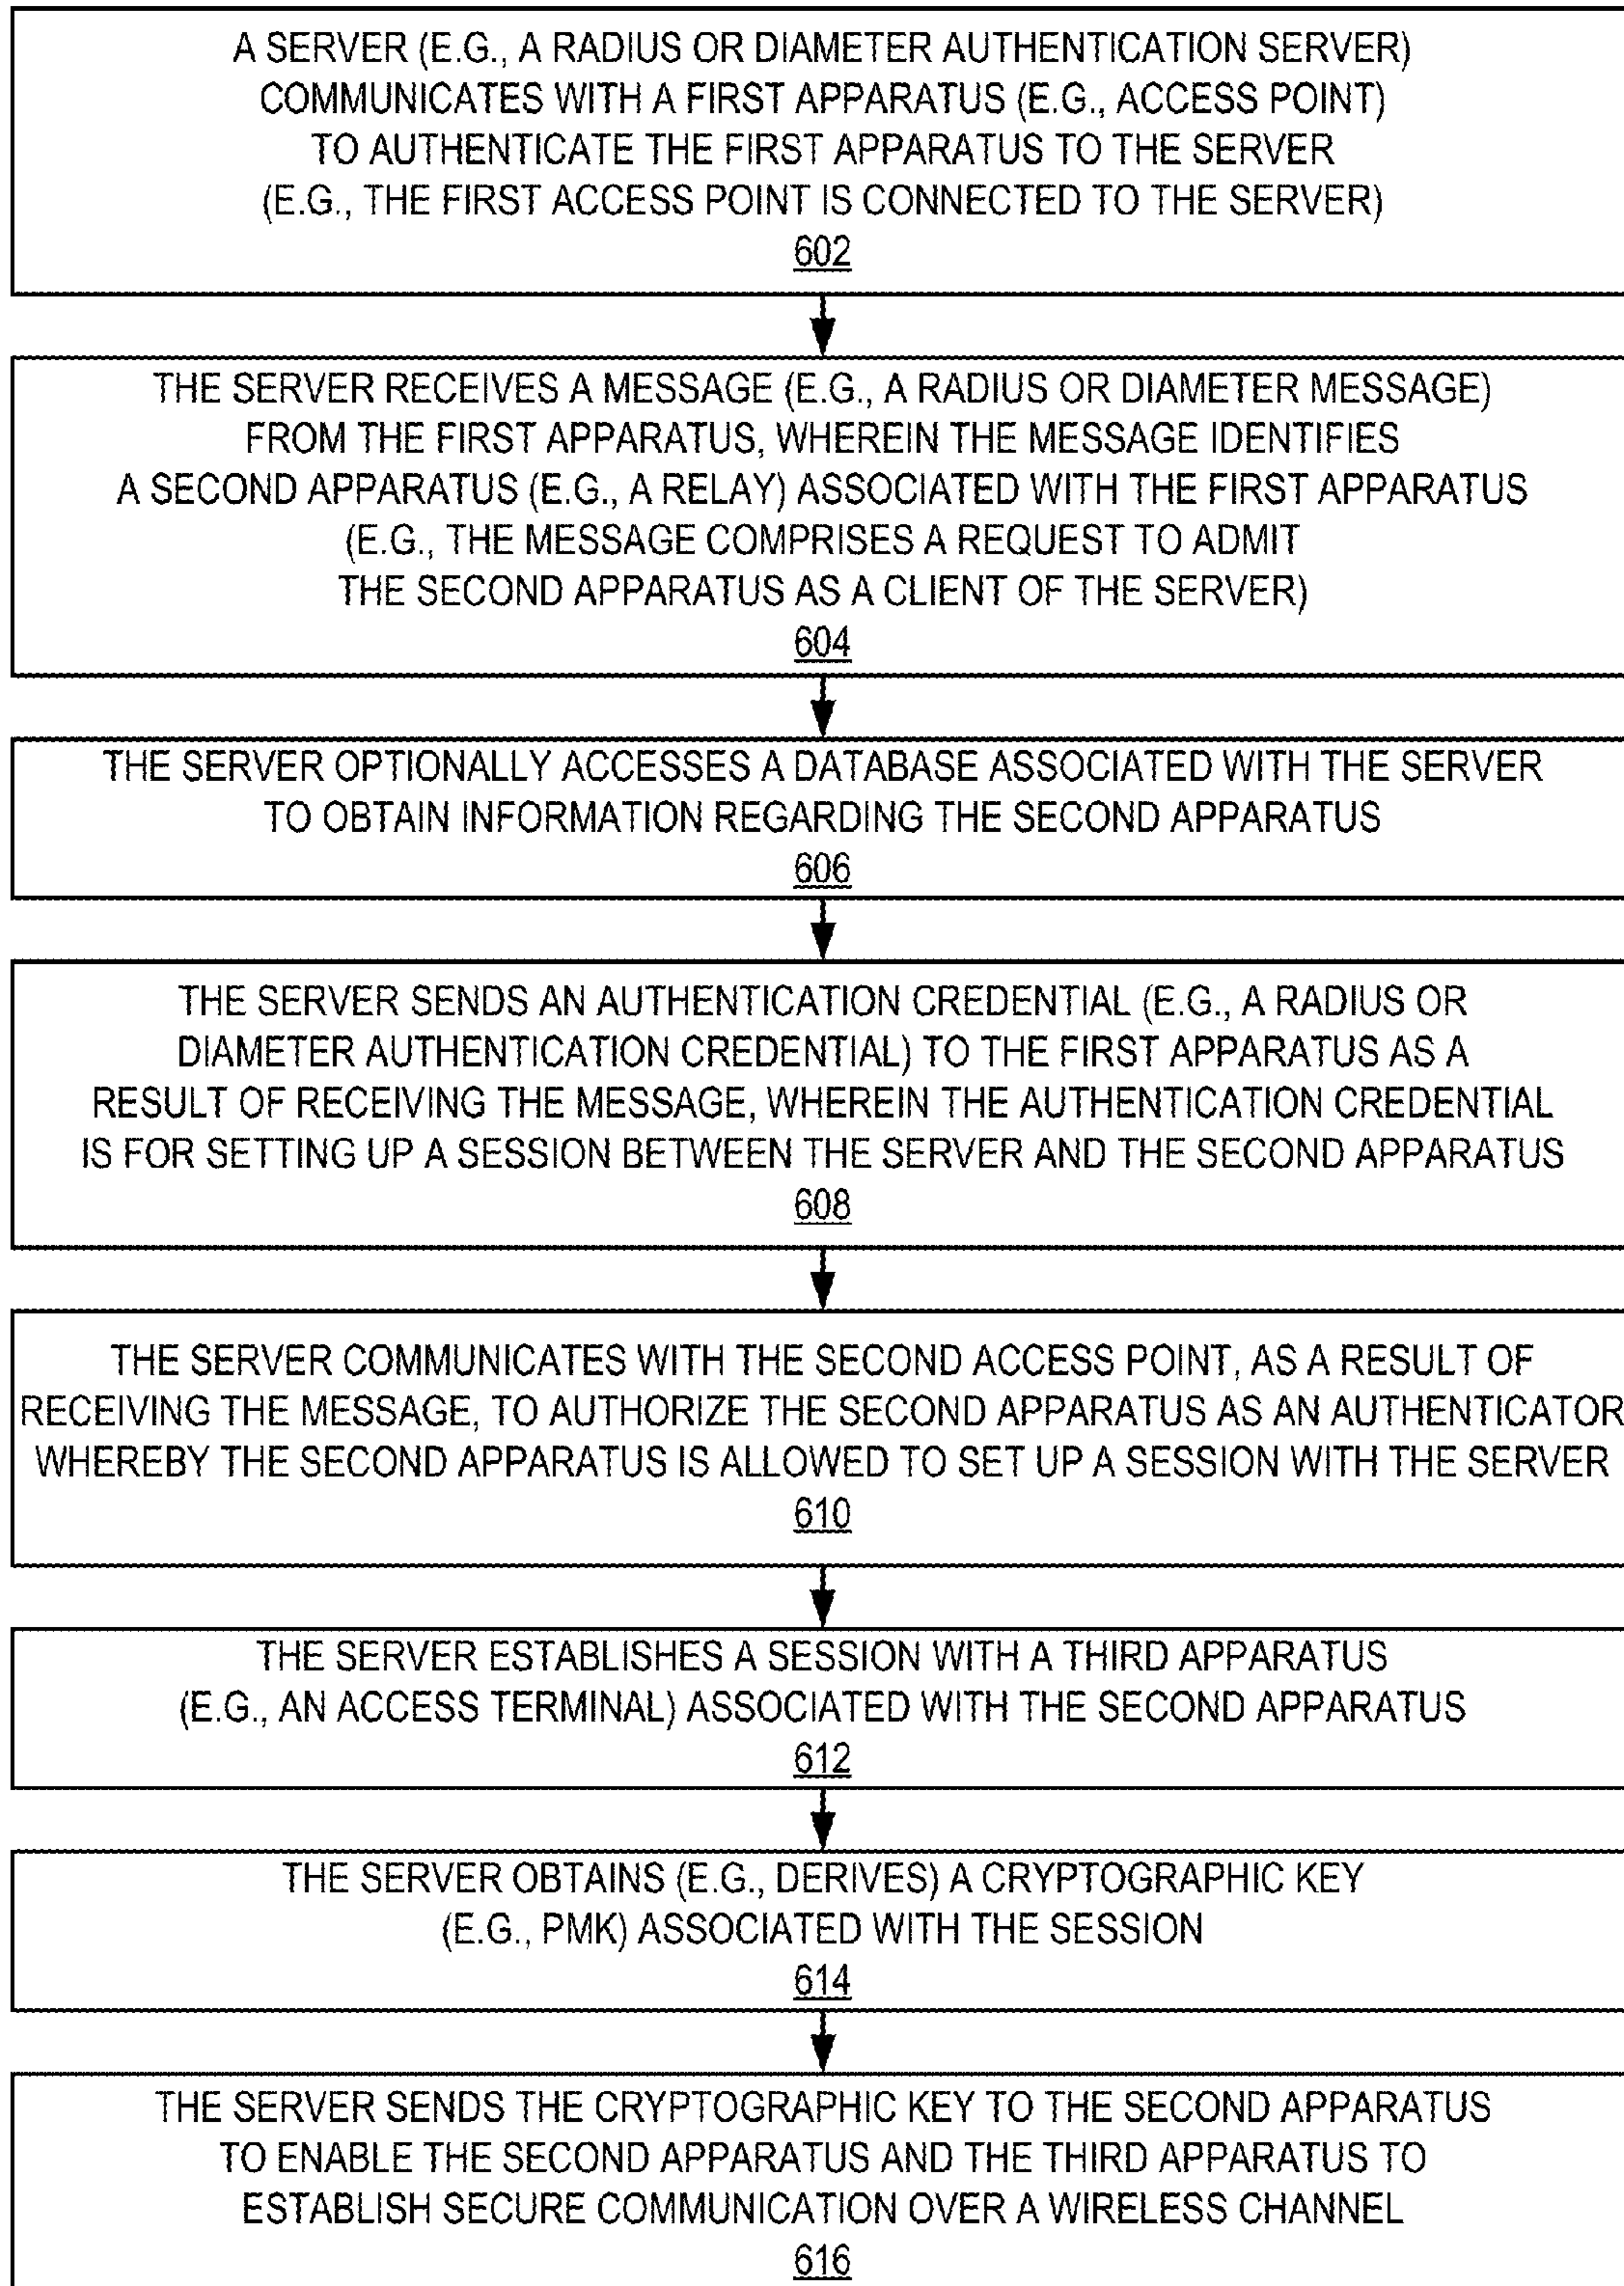 A SERVER (E.G., A RADIUS OR DIAMETER AUTHENTICATION SERVER)
COMMUNICATES WITH A FIRST APPARATUS (E.G., ACCESS POINT)
TO AUTHENTICATE THE FIRST APPARATUS TO THE SERVER
(E.G., THE FIRST ACCESS POINT IS CONNECTED TO THE SERVER)
602
THE SERVER RECEIVES A MESSAGE (E.G., A RADIUS OR DIAMETER MESSAGE)
FROM THE FIRST APPARATUS, WHEREIN THE MESSAGE IDENTIFIES
A SECOND APPARATUS (E.G., A RELAY) ASSOCIATED WITH THE FIRST APPARATUS
(E.G., THE MESSAGE COMPRISES A REQUEST TO ADMIT
THE SECOND APPARATUS AS A CLIENT OF THE SERVER)
604
THE SERVER OPTIONALLY ACCESSES A DATABASE ASSOCIATED WITH THE SERVER
TO OBTAIN INFORMATION REGARDING THE SECOND APPARATUS
606
THE SERVER SENDS AN AUTHENTICATION CREDENTIAL (E.G., A RADIUS OR
DIAMETER AUTHENTICATION CREDENTIAL) TO THE FIRST APPARATUS AS A
RESULT OF RECEIVING THE MESSAGE, WHEREIN THE AUTHENTICATION CREDENTIAL
IS FOR SETTING UP A SESSION BETWEEN THE SERVER AND THE SECOND APPARATUS
608
THE SERVER COMMUNICATES WITH THE SECOND ACCESS POINT, AS A RESULT OF
RECEIVING THE MESSAGE, TO AUTHORIZE THE SECOND APPARATUS AS AN AUTHENTICATOR
WHEREBY THE SECOND APPARATUS IS ALLOWED TO SET UP A SESSION WITH THE SERVER
610
THE SERVER ESTABLISHES A SESSION WITH A THIRD APPARATUS
(E.G., AN ACCESS TERMINAL) ASSOCIATED WITH THE SECOND APPARATUS
612
THE SERVER OBTAINS (E.G., DERIVES) A CRYPTOGRAPHIC KEY
(E.G., PMK) ASSOCIATED WITH THE SESSION
614
THE SERVER SENDS THE CRYPTOGRAPHIC KEY TO THE SECOND APPARATUS
TO ENABLE THE SECOND APPARATUS AND THE THIRD APPARATUS TO
ESTABLISH SECURE COMMUNICATION OVER A WIRELESS CHANNEL
616